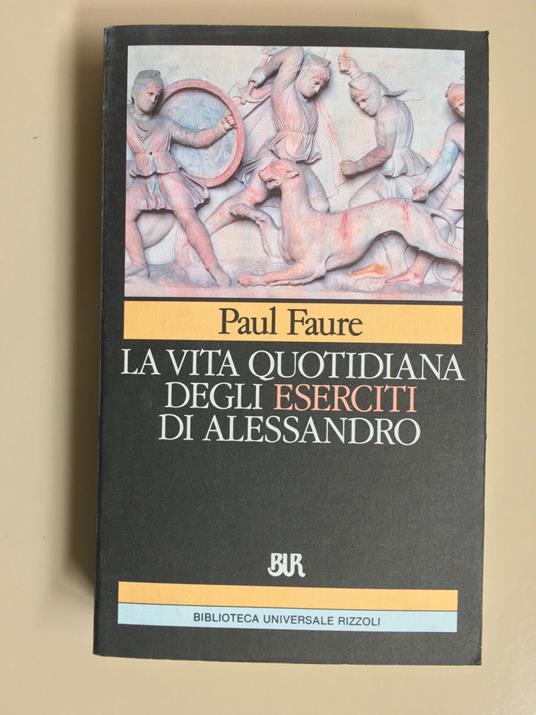 Paul Faure
LA VITA QUOTIDIANA
DEGLI ESERCITI
DI ALESSANDRO
BUR
BIBLIOTECA UNIVERSALE RIZZOLI